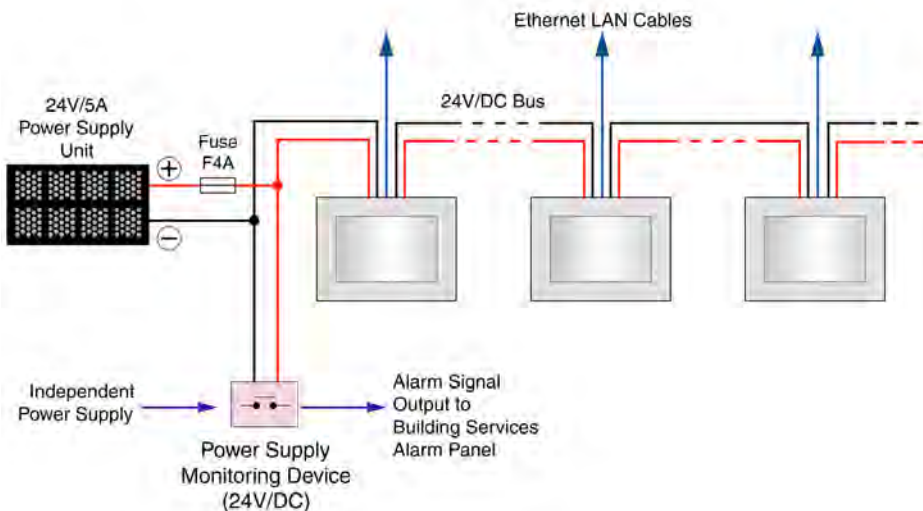 Ethernet LAN Cables
24V/5A
Power Supply
Unit
24V/DC Bus
Fusa
F4A
+
−
Independent
Power Supply
Alarm Signal
Output to
Building Services
Alarm Panel
Power Supply
Monitoring Device
(24V/DC)